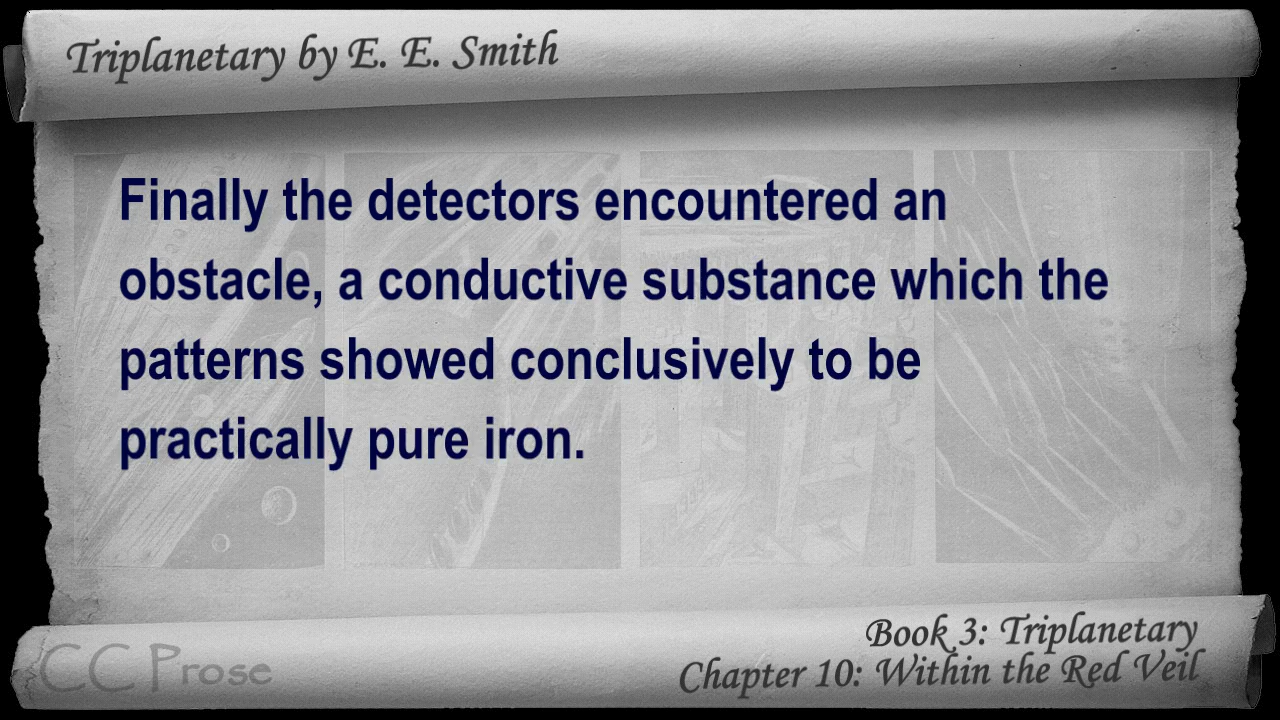 Triplanetary by E. E. Smith
Finally the detectors encountered an
obstacle, a conductive substance which the
patterns showed conclusively to be
practically pure iron.
Book 3: Triplanetary
Chapter 10: Within the Red Veil
CC Prose